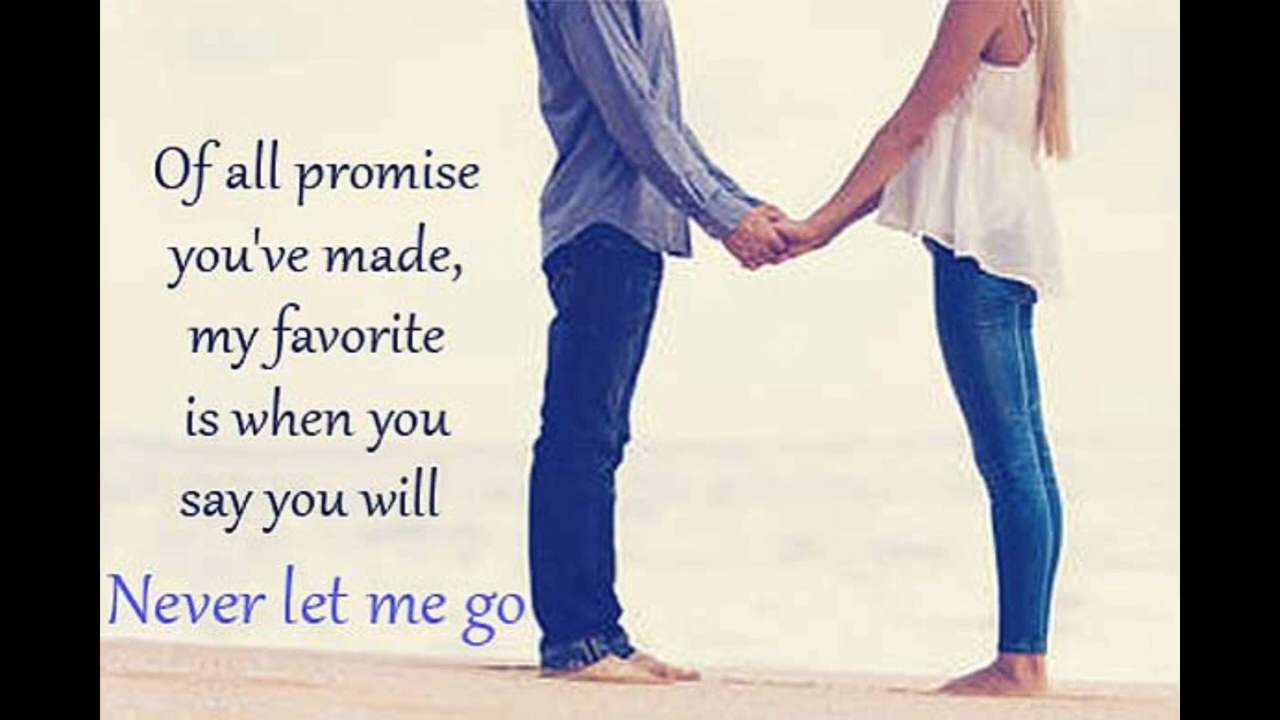 Of all promise
you've made,
my favorite
is when you
say you will
Never let me go